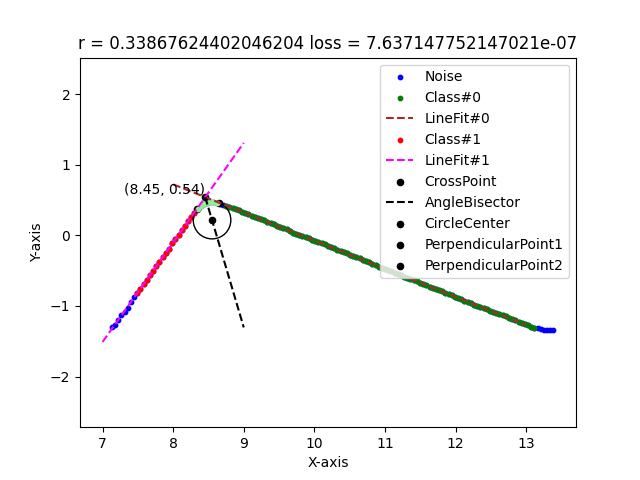 r = 0.33867624402046204 loss = 7.637147752147021e-07
Noise
Class#0
LineFit#0
Class#1
LineFit#1
CrossPoint
AngleBisector
CircleCenter
PerpendicularPoint1
PerpendicularPoint2
(8.45, 0.54)
Y-axis
2
1
0
−1
−2
7 8 9 10 11 12 13
X-axis